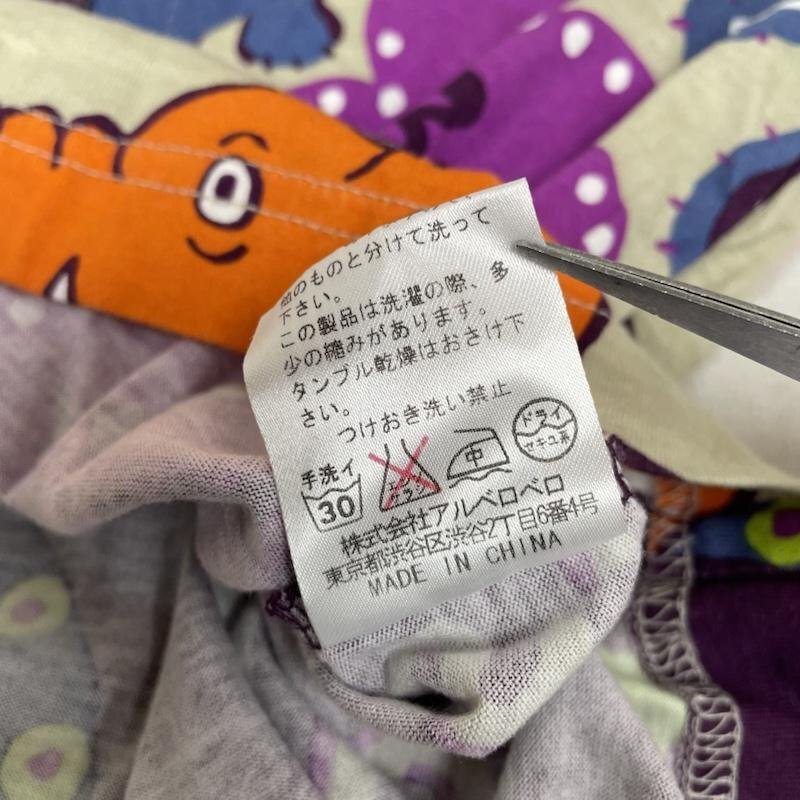 他のものと分けて洗って
下さい。
この製品は洗濯の際、多
少の縮みがあります。
タンブル乾燥はおさけ下
さい。
つけおき洗い禁止
手洗イ
30
中
ドライ
セキユ系
株式会社アルベロベロ
東京都渋谷区渋谷2丁目6番4号
MADE IN CHINA